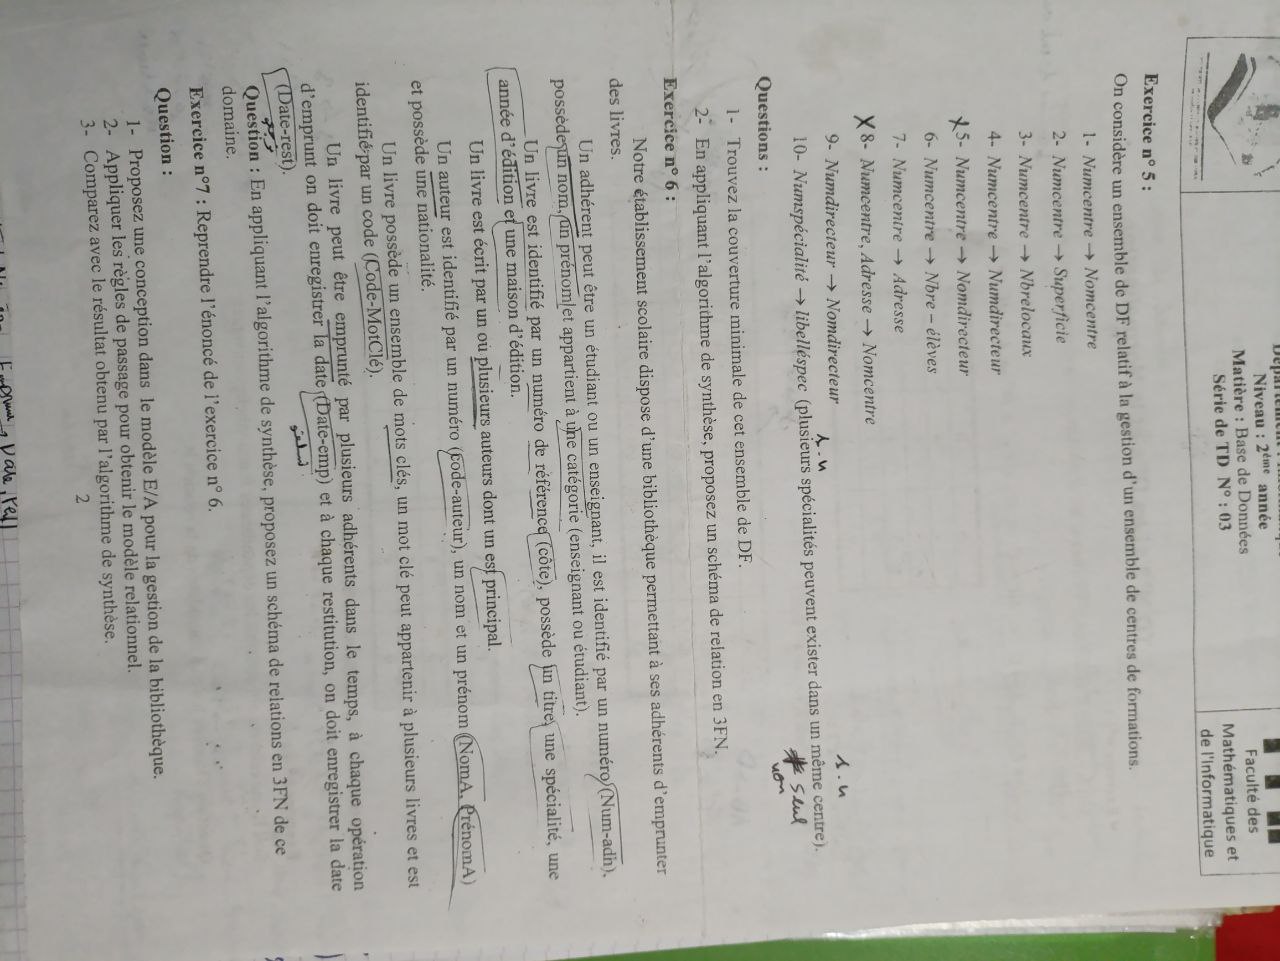 Niveau : 2ème année
Matière : Base de Données
Série de TD N° : 03
Faculté des
Mathématiques et
de l'Informatique
Exercice n° 5 :
On considère un ensemble de DF relatif à la gestion d'un ensemble de centres de formations.
1- Numcentre → Nomcentre
2- Numcentre → Superficie
3- Numcentre → Nbrelocaux
4- Numcentre → Numdirecteur
X 5- Numcentre → Nomdirecteur
6- Numcentre → Nbre – élèves
7- Numcentre → Adresse
X 8- Numcentre, Adresse → Nomcentre
9- Numdirecteur → Nomdirecteur
10- Numspécialité → libelléspec (plusieurs spécialités peuvent exister dans un même centre).
1-n
1-n
seul
non
Questions :
1- Trouvez la couverture minimale de cet ensemble de DF.
2- En appliquant l'algorithme de synthèse, proposez un schéma de relation en 3FN.
Exercice n° 6 :
Notre établissement scolaire dispose d'une bibliothèque permettant à ses adhérents d'emprunter
des livres.
Un adhérent peut être un étudiant ou un enseignant, il est identifié par un numéro (Num-adh),
possède un nom, un prénom et appartient à une catégorie (enseignant ou étudiant).
Un livre est identifié par un numéro de référence (côte), possède un titre, une spécialité, une
année d'édition et une maison d'édition.
Un livre est écrit par un où plusieurs auteurs dont un est principal.
Un auteur est identifié par un numéro (code-auteur), un nom et un prénom (NomA, PrénomA)
et possède une nationalité.
Un livre possède un ensemble de mots clés, un mot clé peut appartenir à plusieurs livres et est
identifié par un code (Code-MotClé).
Un livre peut être emprunté par plusieurs adhérents dans le temps, à chaque opération
d'emprunt on doit enregistrer la date (Date-emp) et à chaque restitution, on doit enregistrer la date
(Date-rest).
Question : En appliquant l'algorithme de synthèse, proposez un schéma de relations en 3FN de ce
domaine.
Exercice n°7 : Reprendre l'énoncé de l'exercice n° 6.
Question :
1- Proposez une conception dans le modèle E/A pour la gestion de la bibliothèque.
2- Appliquer les règles de passage pour obtenir le modèle relationnel.
3- Comparez avec le résultat obtenu par l'algorithme de synthèse.
2